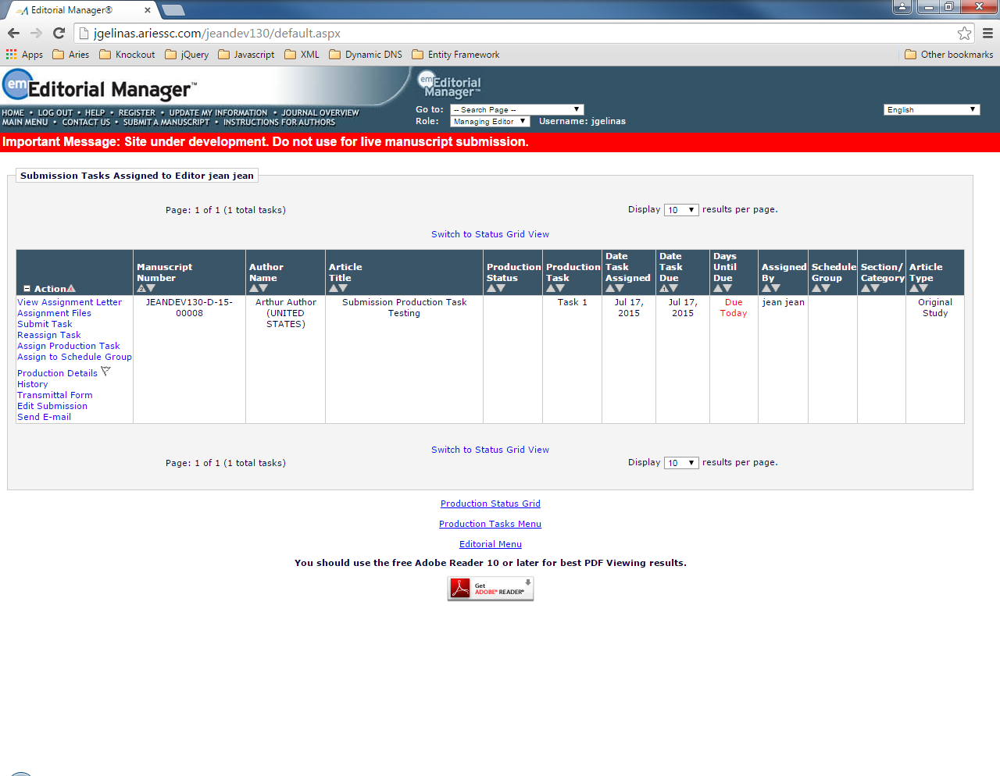 Editorial Manager®
jgelinas.ariessc.com/jeandev130/default.aspx
Apps Aries Knockout jQuery Javascript XML Dynamic DNS Entity Framework Other bookmarks
em Editorial Manager™
em Editorial Manager™
HOME • LOG OUT • HELP • REGISTER • UPDATE MY INFORMATION • JOURNAL OVERVIEW
MAIN MENU • CONTACT US • SUBMIT A MANUSCRIPT • INSTRUCTIONS FOR AUTHORS
Go to: -- Search Page -- English
Role: Managing Editor Username: jgelinas
Important Message: Site under development. Do not use for live manuscript submission.
Submission Tasks Assigned to Editor jean jean
Page: 1 of 1 (1 total tasks) Display 10 results per page.
Switch to Status Grid View
Action
Manuscript Number
Author Name
Article Title
Production Status
Production Task
Date Task Assigned
Date Task Due
Days Until Due
Assigned By
Schedule Group
Section/ Category
Article Type
View Assignment Letter
Assignment Files
Submit Task
Reassign Task
Assign Production Task
Assign to Schedule Group
Production Details
History
Transmittal Form
Edit Submission
Send E-mail
JEANDEV130-D-15-
00008
Arthur Author
(UNITED
STATES)
Submission Production Task
Testing
Task 1
Jul 17,
2015
Jul 17,
2015
Due
Today
jean jean
Original
Study
Switch to Status Grid View
Page: 1 of 1 (1 total tasks) Display 10 results per page.
Production Status Grid
Production Tasks Menu
Editorial Menu
You should use the free Adobe Reader 10 or later for best PDF Viewing results.
Get
ADOBE® READER®